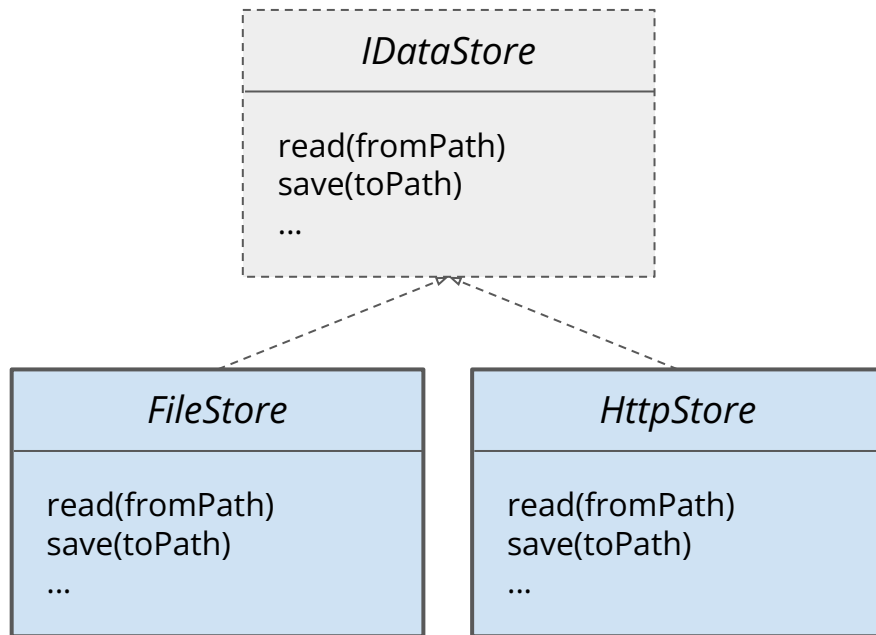 IDataStore
read(fromPath)
save(toPath)
...
FileStore
read(fromPath)
save(toPath)
...
HttpStore
read(fromPath)
save(toPath)
...